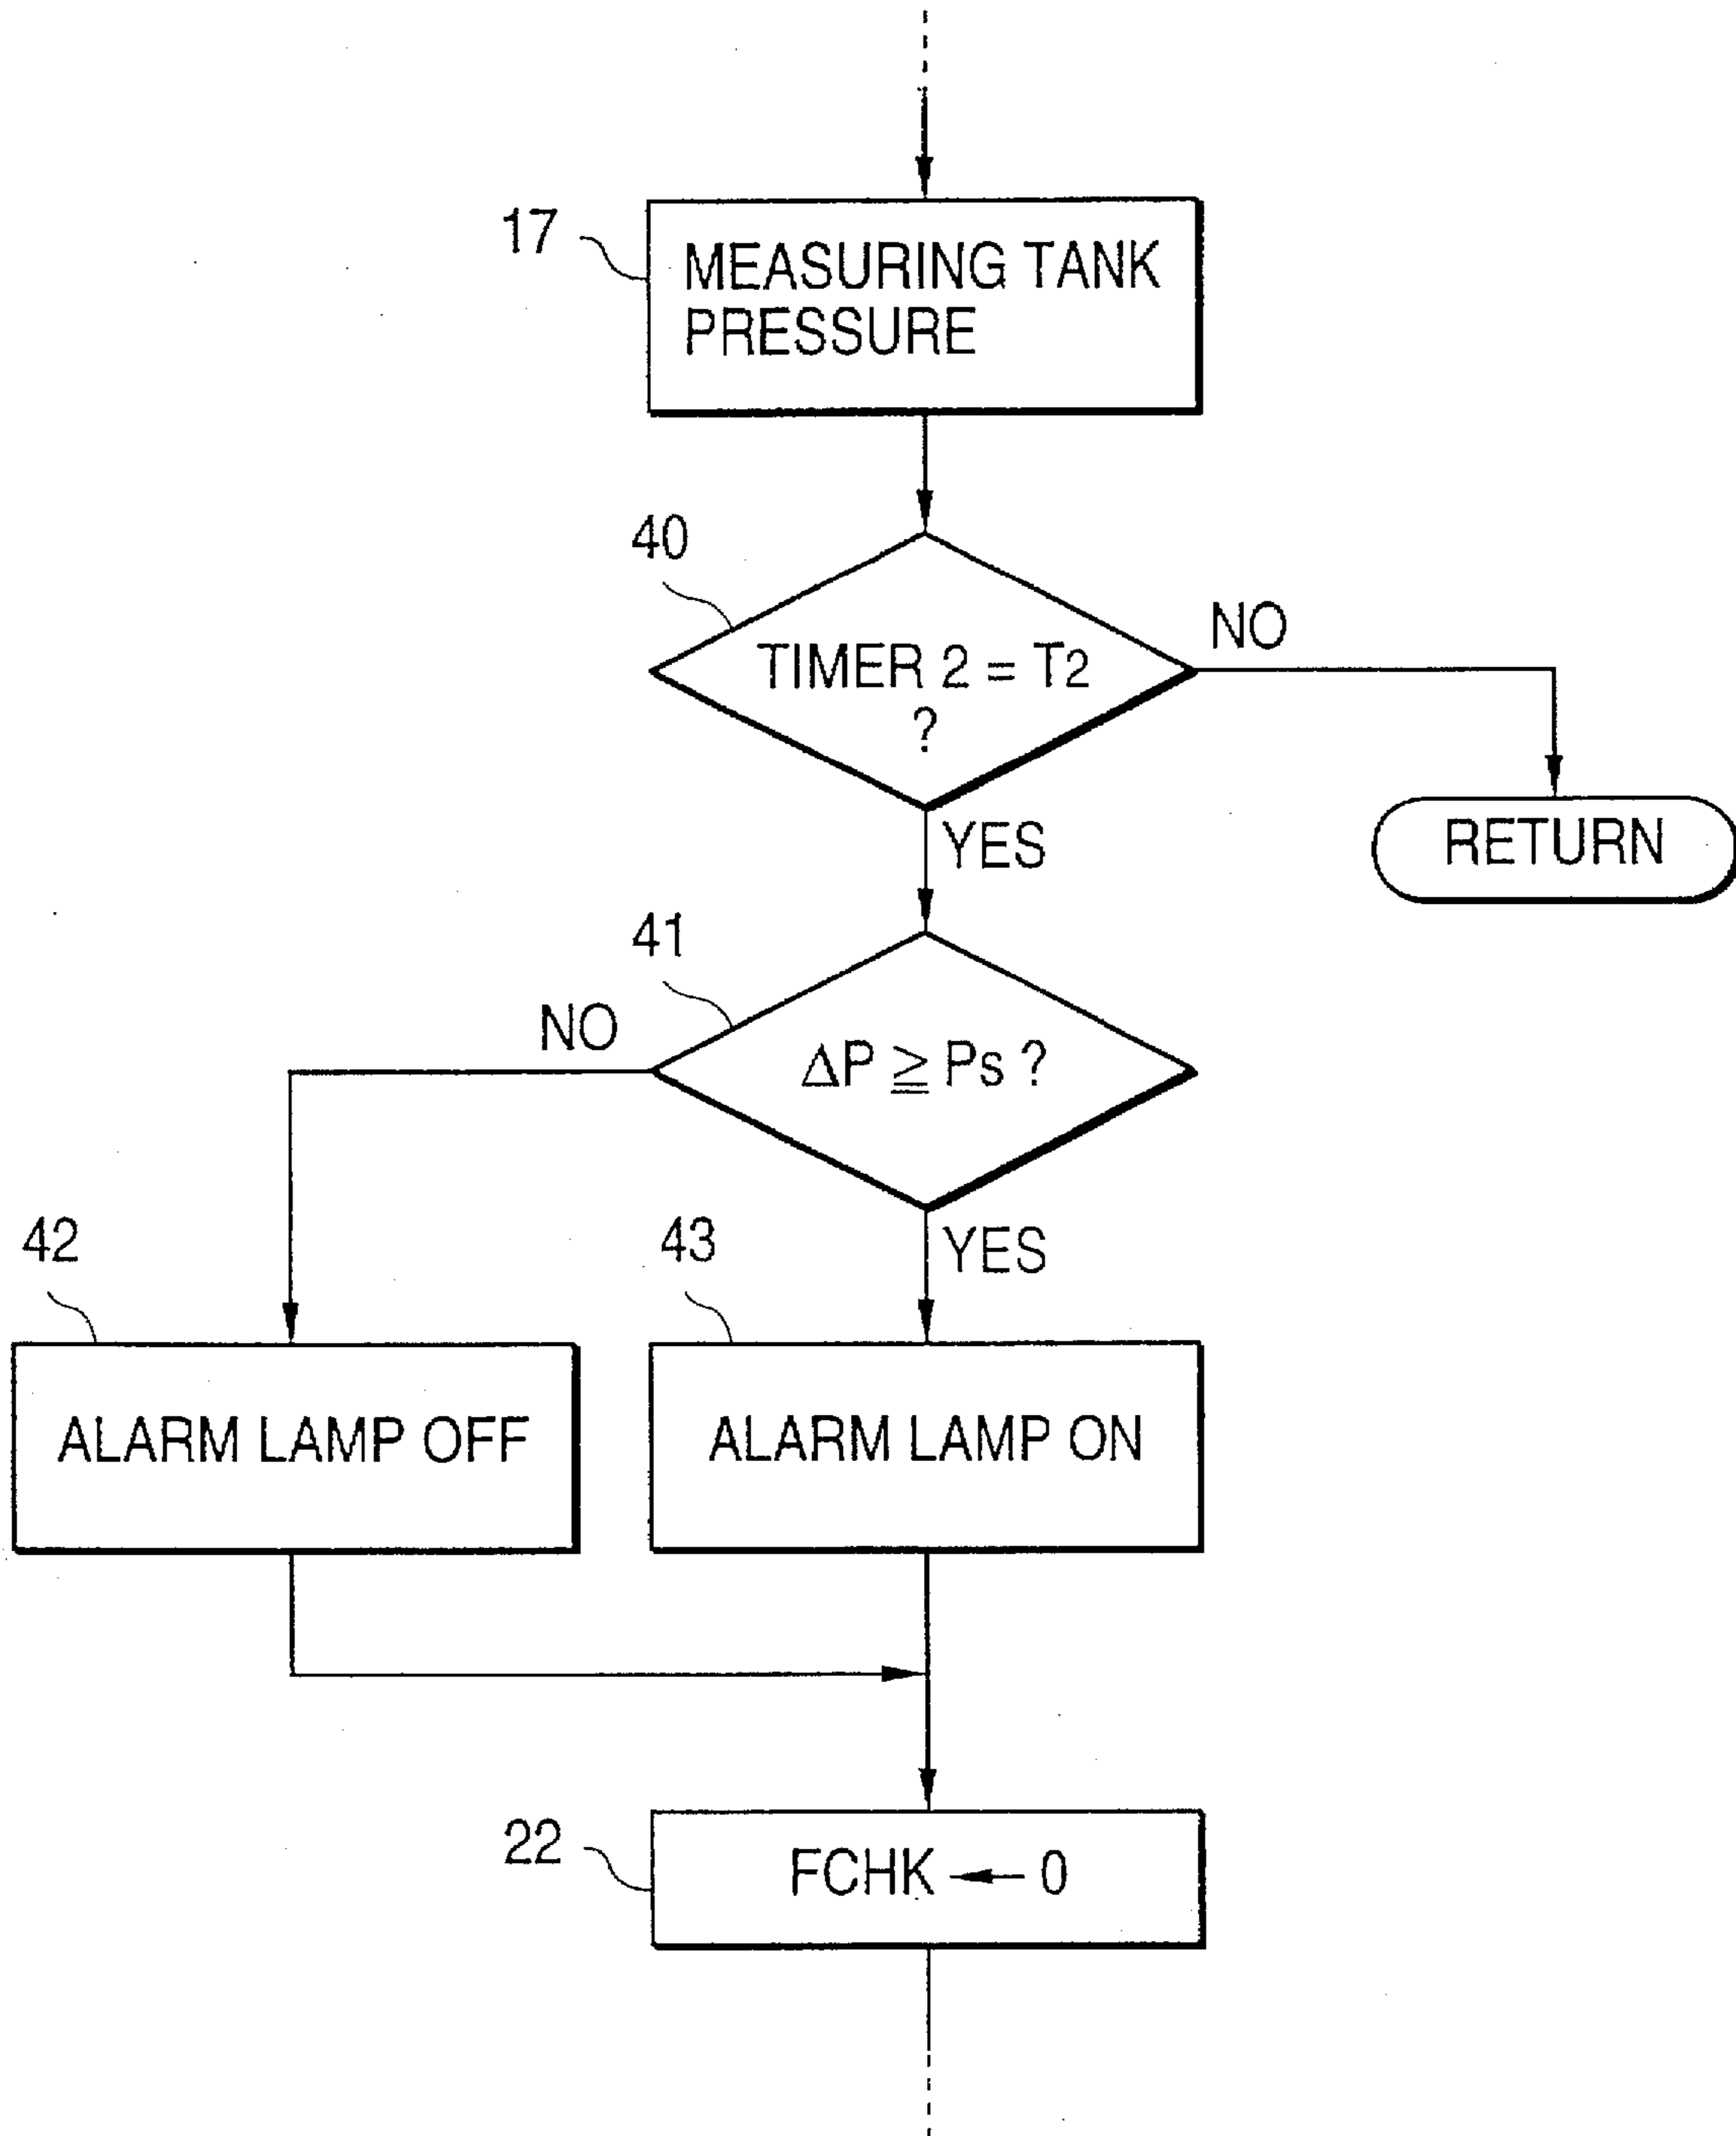 17
MEASURING TANK
PRESSURE
40
TIMER 2 = T2
?
NO
YES
RETURN
41
NO
ΔP ≧ Ps ?
YES
42
43
ALARM LAMP OFF
ALARM LAMP ON
22
FCHK ← 0